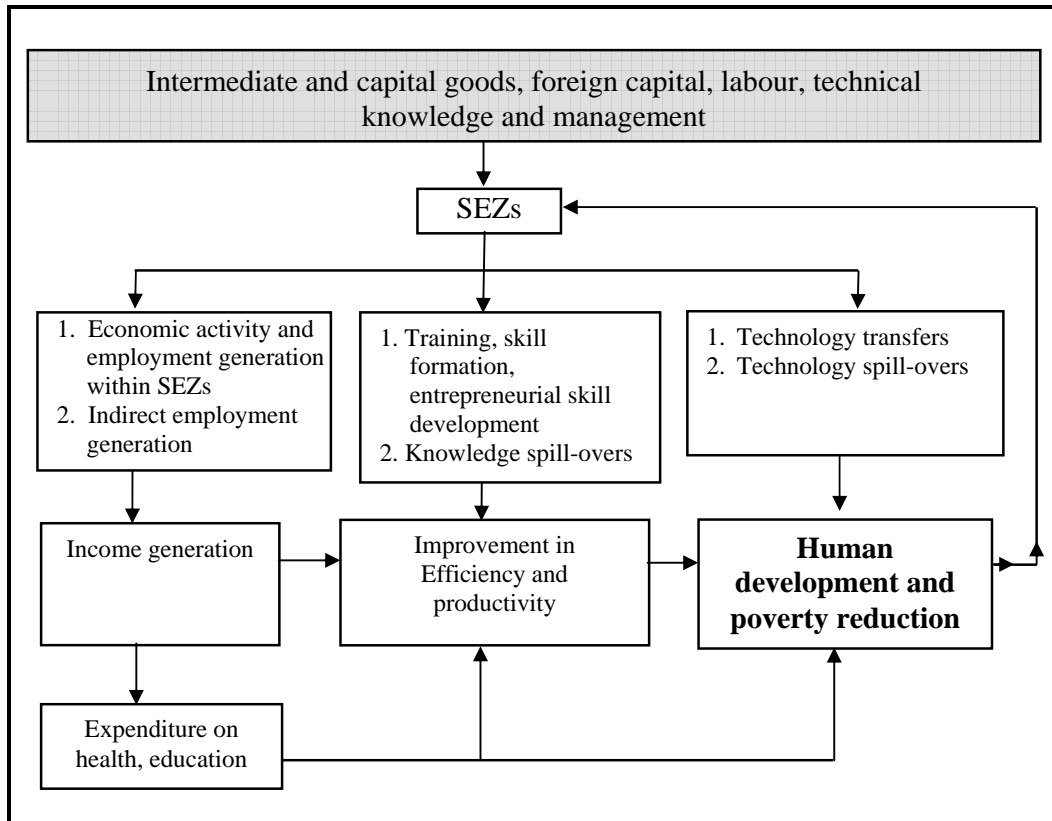 Intermediate and capital goods, foreign capital, labour, technical
knowledge and management
SEZs
1. Economic activity and
employment generation
within SEZs
2. Indirect employment
generation
1. Training, skill
formation,
entrepreneurial skill
development
2. Knowledge spill-overs
1. Technology transfers
2. Technology spill-overs
Income generation
Improvement in
Efficiency and
productivity
Human
development and
poverty reduction
Expenditure on
health, education